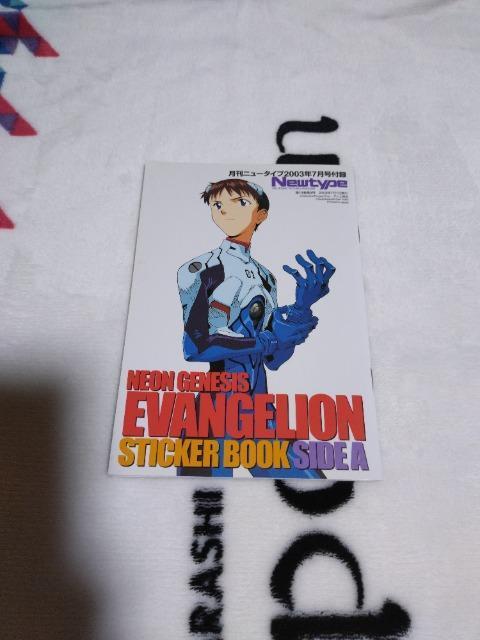 月刊ニュータイプ2003年7月号付録
Newtype
01
NEON GENESIS
EVANGELION
STICKER BOOK SIDE A
RASHI